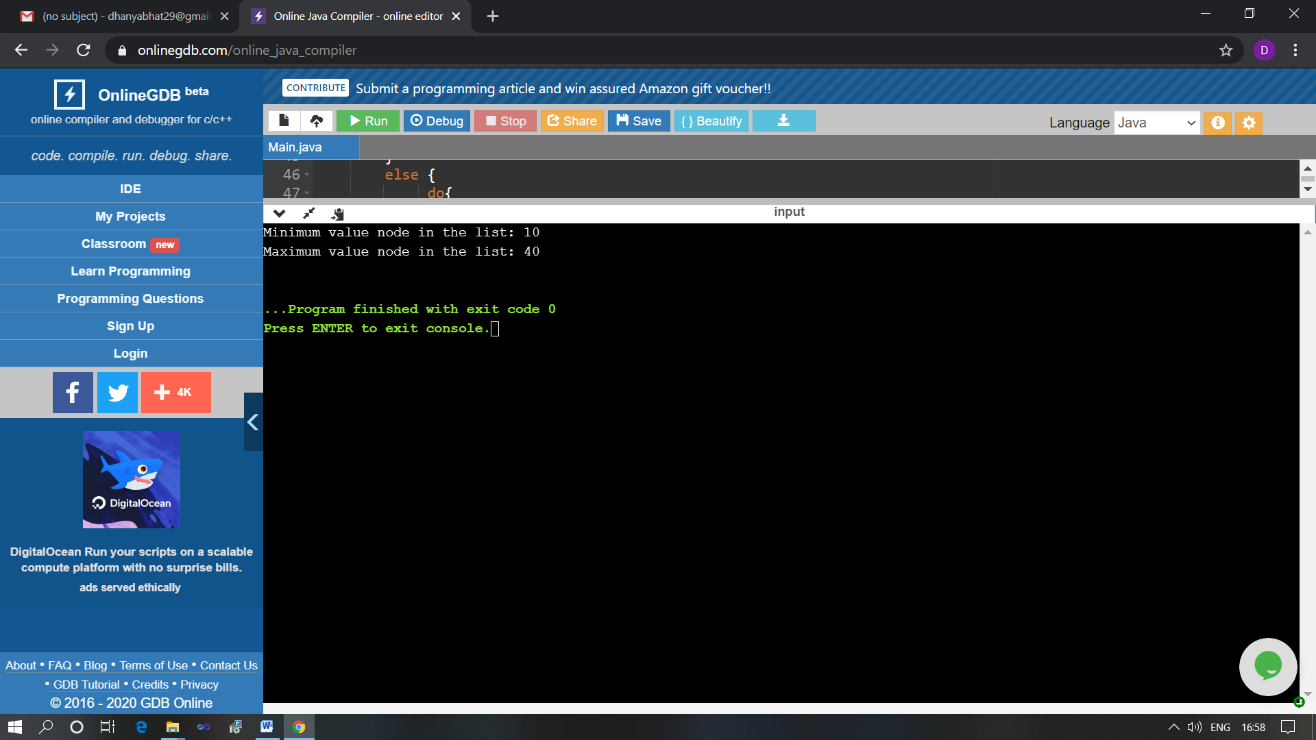 (no subject) - dhanyabhat29@gmai
Online Java Compiler - online editor
onlinegdb.com/online_java_compiler
D
OnlineGDB beta
online compiler and debugger for c/c++
code. compile. run. debug. share.
IDE
My Projects
Classroom new
Learn Programming
Programming Questions
Sign Up
Login
4K
DigitalOcean
DigitalOcean Run your scripts on a scalable
compute platform with no surprise bills.
ads served ethically
About • FAQ • Blog • Terms of Use • Contact Us
• GDB Tutorial • Credits • Privacy
© 2016 - 2020 GDB Online
CONTRIBUTE Submit a programming article and win assured Amazon gift voucher!!
Run Debug Stop Share Save { } Beautify
Language Java
Main.java
46 else {
47 do{
input
Minimum value node in the list: 10
Maximum value node in the list: 40
...Program finished with exit code 0
Press ENTER to exit console.
ENG 16:58